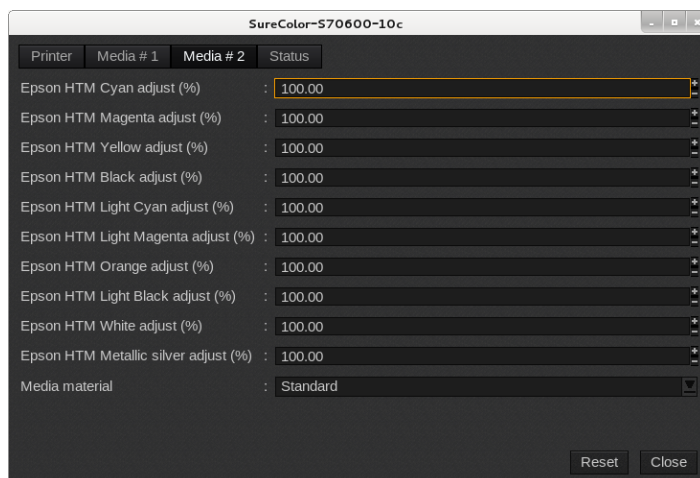 SureColor-S70600-10c
Printer Media # 1 Media # 2 Status
Epson HTM Cyan adjust (%) : 100.00
Epson HTM Magenta adjust (%) : 100.00
Epson HTM Yellow adjust (%) : 100.00
Epson HTM Black adjust (%) : 100.00
Epson HTM Light Cyan adjust (%) : 100.00
Epson HTM Light Magenta adjust (%) : 100.00
Epson HTM Orange adjust (%) : 100.00
Epson HTM Light Black adjust (%) : 100.00
Epson HTM White adjust (%) : 100.00
Epson HTM Metallic silver adjust (%) : 100.00
Media material : Standard
Reset Close